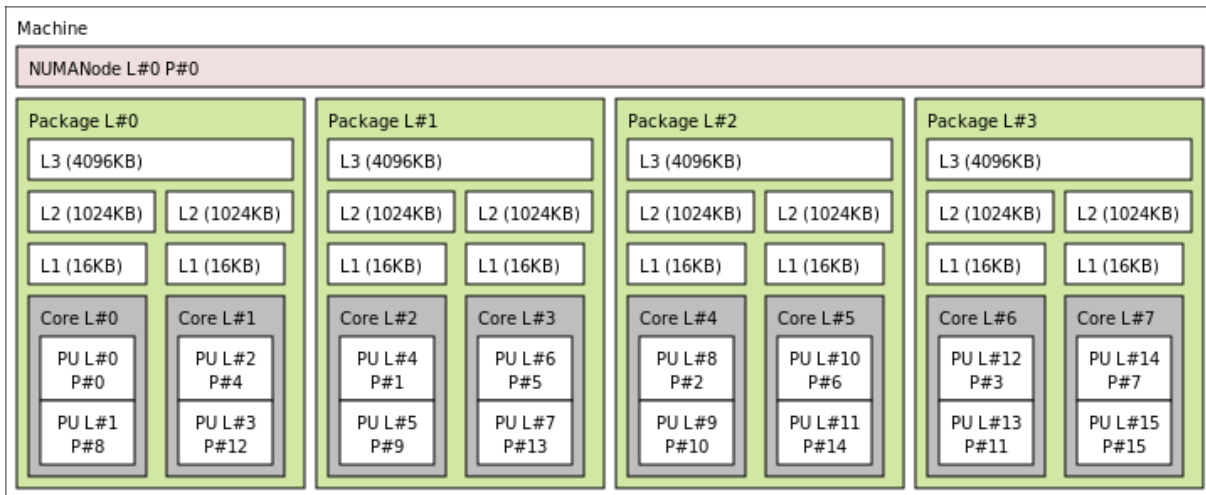 Machine
NUMANode L#0 P#0
Package L#0
L3 (4096KB)
L2 (1024KB)
L2 (1024KB)
L1 (16KB)
L1 (16KB)
Core L#0
PU L#0
P#0
PU L#1
P#8
Core L#1
PU L#2
P#4
PU L#3
P#12
Package L#1
L3 (4096KB)
L2 (1024KB)
L2 (1024KB)
L1 (16KB)
L1 (16KB)
Core L#2
PU L#4
P#1
PU L#5
P#9
Core L#3
PU L#6
P#5
PU L#7
P#13
Package L#2
L3 (4096KB)
L2 (1024KB)
L2 (1024KB)
L1 (16KB)
L1 (16KB)
Core L#4
PU L#8
P#2
PU L#9
P#10
Core L#5
PU L#10
P#6
PU L#11
P#14
Package L#3
L3 (4096KB)
L2 (1024KB)
L2 (1024KB)
L1 (16KB)
L1 (16KB)
Core L#6
PU L#12
P#3
PU L#13
P#11
Core L#7
PU L#14
P#7
PU L#15
P#15